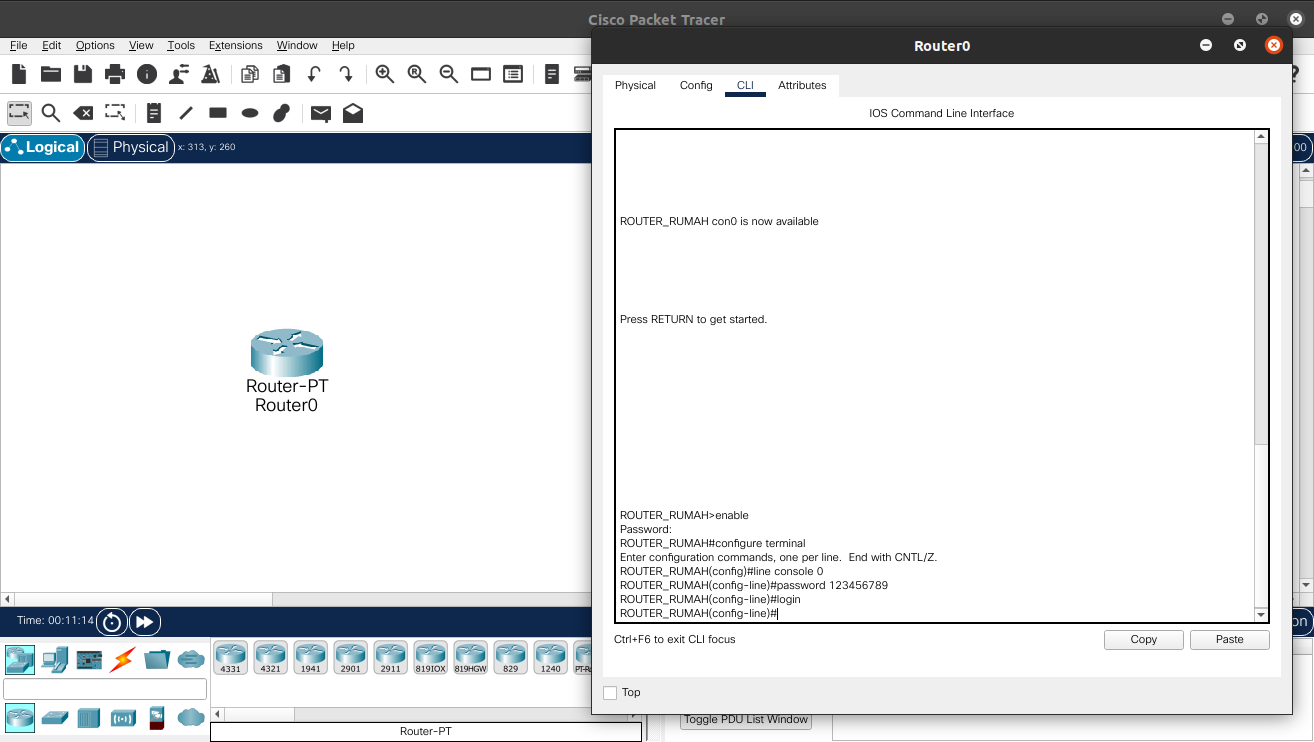 Cisco Packet Tracer
File Edit Options View Tools Extensions Window Help
Logical
Physical
x: 313, y: 260
Router-PT
Router0
Time: 00:11:14
4331
4321
1941
2901
2911
819IOX
819HGW
829
1240
Router-PT
Router0
Physical Config CLI Attributes
IOS Command Line Interface
ROUTER_RUMAH con0 is now available
Press RETURN to get started.
ROUTER_RUMAH>enable
Password:
ROUTER_RUMAH#configure terminal
Enter configuration commands, one per line.  End with CNTL/Z.
ROUTER_RUMAH(config)#line console 0
ROUTER_RUMAH(config-line)#password 123456789
ROUTER_RUMAH(config-line)#login
ROUTER_RUMAH(config-line)#
Ctrl+F6 to exit CLI focus
Copy
Paste
Top
Toggle PDU List Window